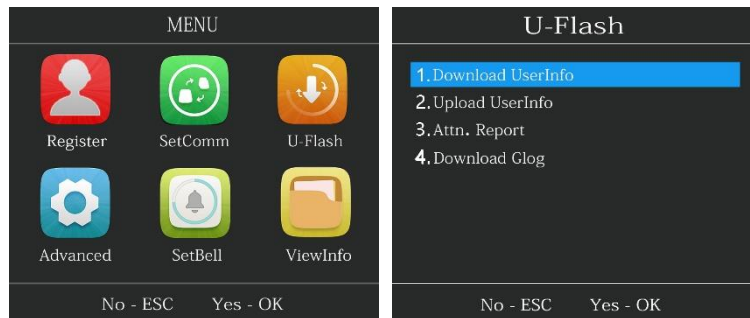 MENU
Register SetComm U-Flash
Advanced SetBell ViewInfo
No - ESC Yes - OK
U-Flash
1.Download UserInfo
2.Upload UserInfo
3.Attn. Report
4.Download Glog
No - ESC Yes - OK